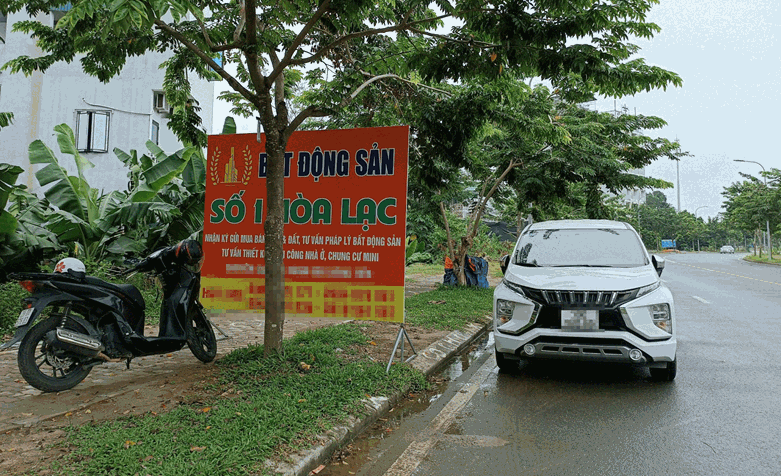 BẤT ĐỘNG SẢN
SỐ 1 HÒA LẠC
NHẬN KÝ GỬI MUA BÁN & ĐẤT, TƯ VẤN PHÁP LÝ BẤT ĐỘNG SẢN
TƯ VẤN THIẾT CÔNG NHÀ Ở, CHUNG CƯ MINI